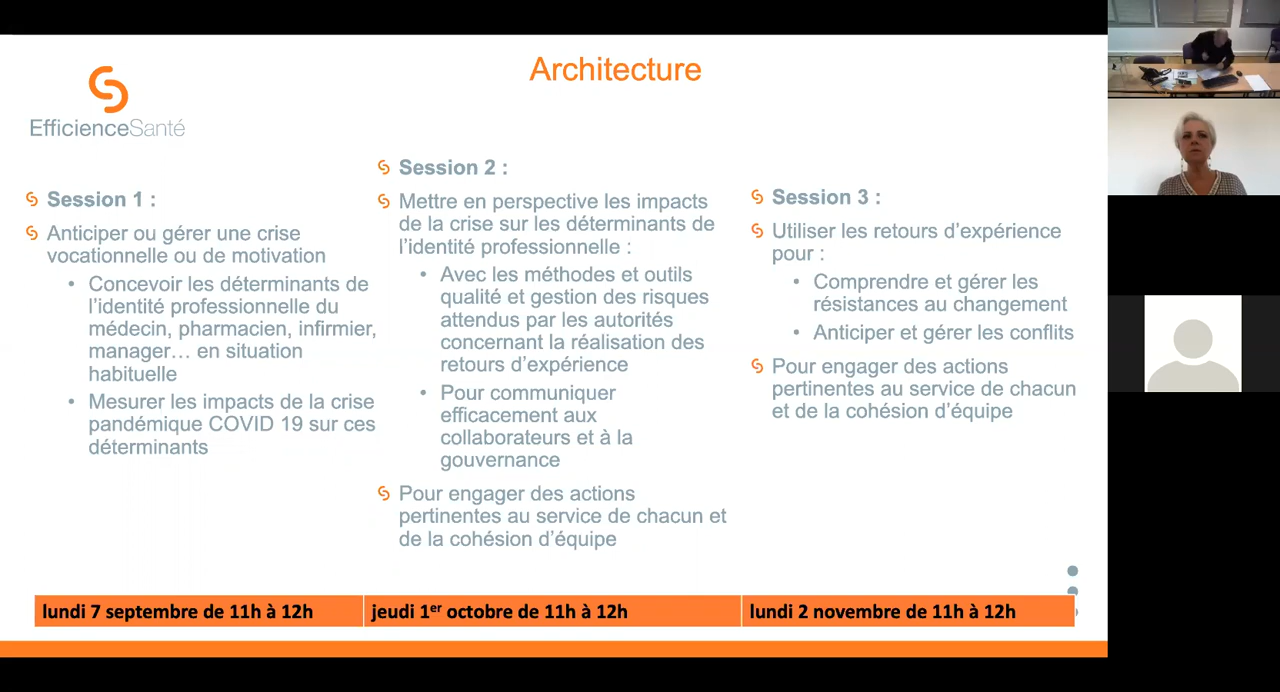 Architecture
EfficienceSanté
Session 1 :
Anticiper ou gérer une crise
vocationnelle ou de motivation
• Concevoir les déterminants de
l’identité professionnelle du
médecin, pharmacien, infirmier,
manager… en situation
habituelle
• Mesurer les impacts de la crise
pandémique COVID 19 sur ces
déterminants
Session 2 :
Mettre en perspective les impacts
de la crise sur les déterminants de
l’identité professionnelle :
• Avec les méthodes et outils
qualité et gestion des risques
attendus par les autorités
concernant la réalisation des
retours d’expérience
• Pour communiquer
efficacement aux
collaborateurs et à la
gouvernance
Pour engager des actions
pertinentes au service de chacun et
de la cohésion d’équipe
Session 3 :
Utiliser les retours d’expérience
pour :
• Comprendre et gérer les
résistances au changement
• Anticiper et gérer les conflits
Pour engager des actions
pertinentes au service de chacun
et de la cohésion d’équipe
lundi 7 septembre de 11h à 12h
jeudi 1er octobre de 11h à 12h
lundi 2 novembre de 11h à 12h